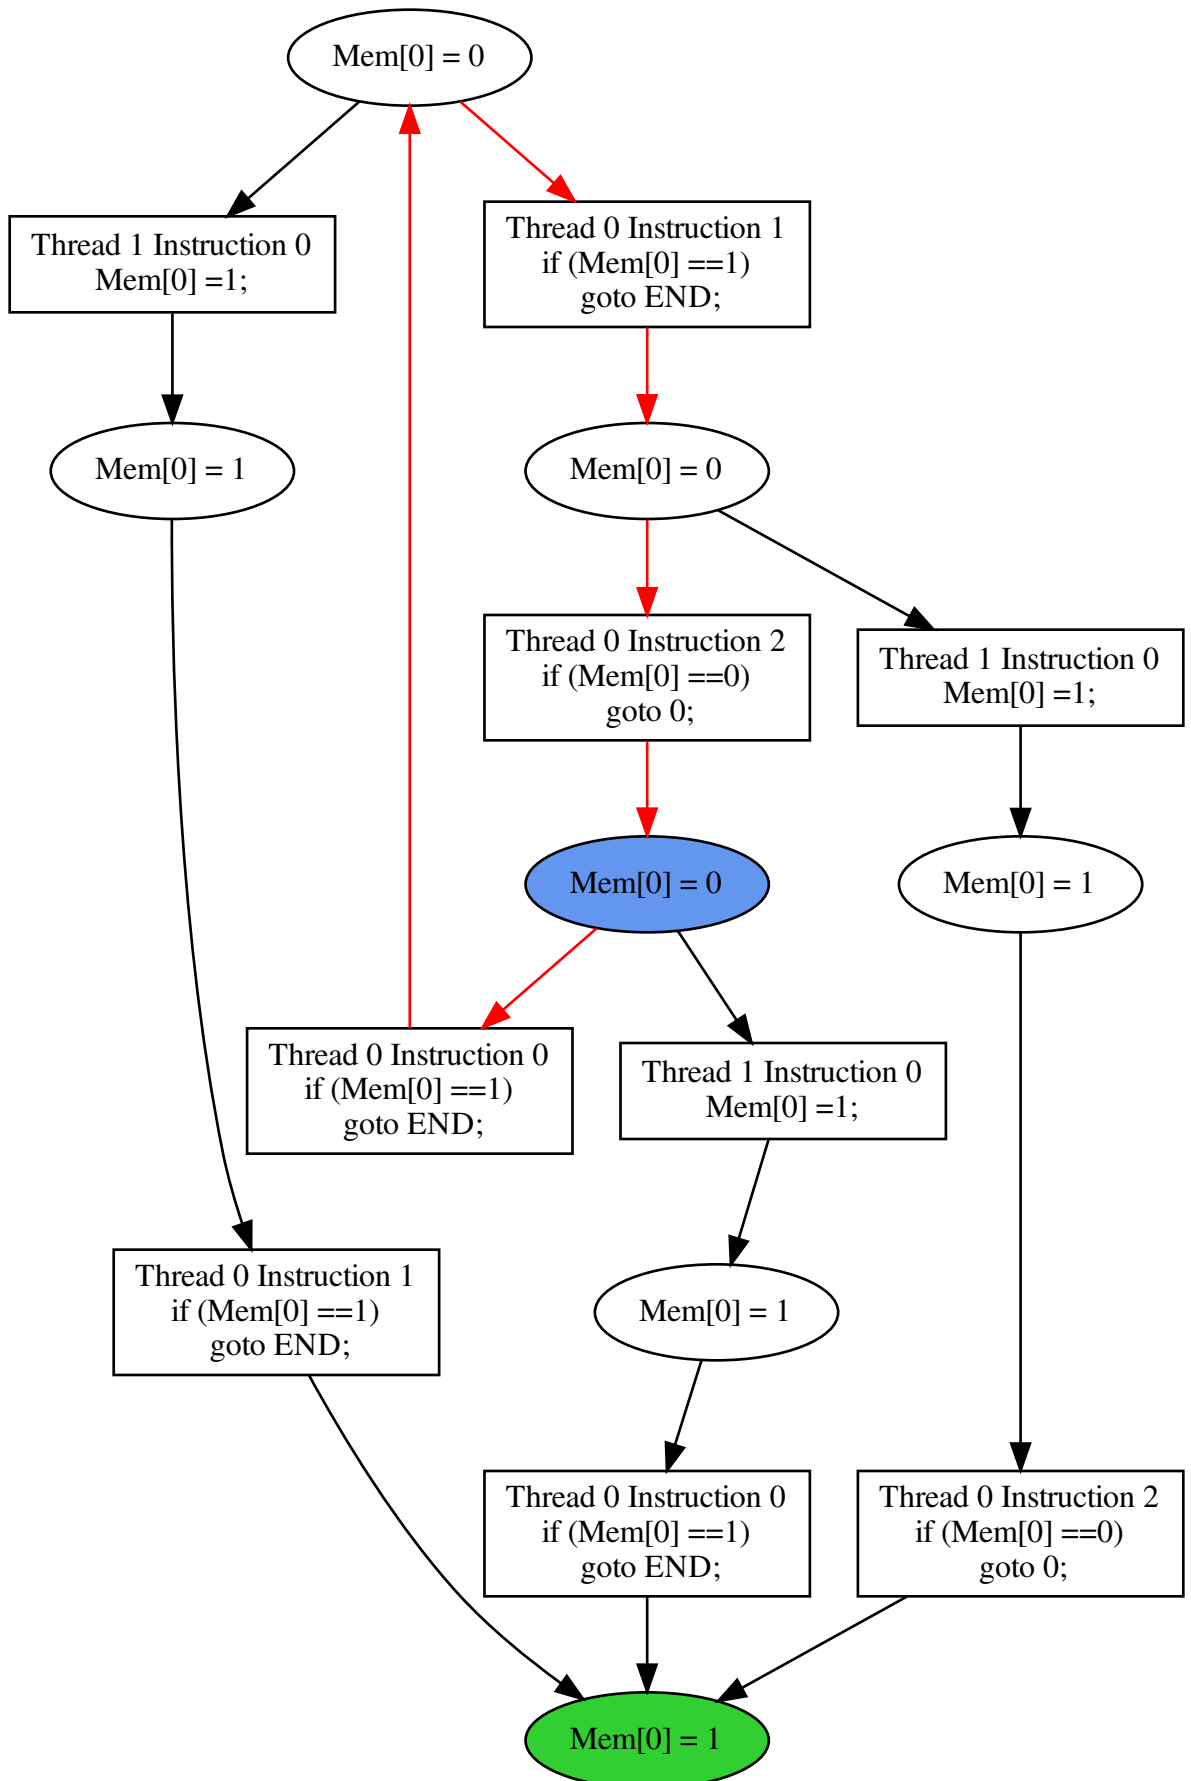 Mem[0] = 0
Thread 1 Instruction 0
Mem[0] =1;
Thread 0 Instruction 1
if (Mem[0] ==1)
goto END;
Mem[0] = 1
Mem[0] = 0
Thread 0 Instruction 2
if (Mem[0] ==0)
goto 0;
Thread 1 Instruction 0
Mem[0] =1;
Mem[0] = 0
Mem[0] = 1
Thread 0 Instruction 0
if (Mem[0] ==1)
goto END;
Thread 1 Instruction 0
Mem[0] =1;
Thread 0 Instruction 1
if (Mem[0] ==1)
goto END;
Mem[0] = 1
Thread 0 Instruction 0
if (Mem[0] ==1)
goto END;
Thread 0 Instruction 2
if (Mem[0] ==0)
goto 0;
Mem[0] = 1